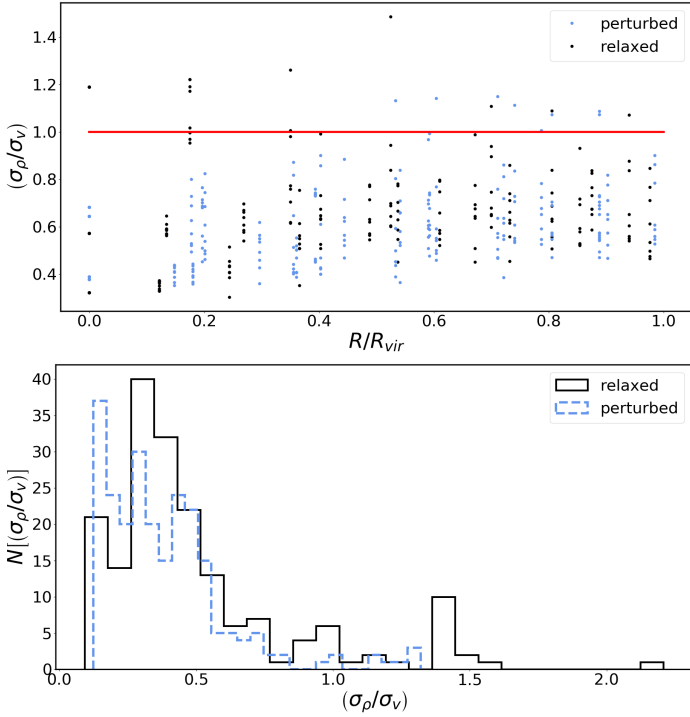 1.4
1.2
1.0
0.8
0.6
0.4
(σρ/σv)
perturbed
relaxed
0.0 0.2 0.4 0.6 0.8 1.0
R/Rvir
40
35
30
25
20
15
10
5
0
N[(σρ/σv)]
relaxed
perturbed
0.0 0.5 1.0 1.5 2.0
(σρ/σv)